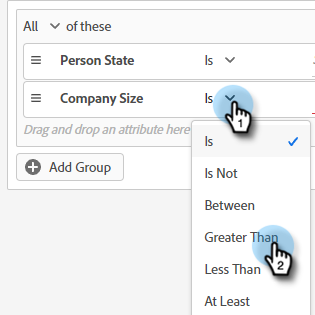 All of these
Person State Is
Company Size Is
1
Drag and drop an attribute here
Is
Add Group
Is Not
Between
Greater Than
2
Less Than
At Least